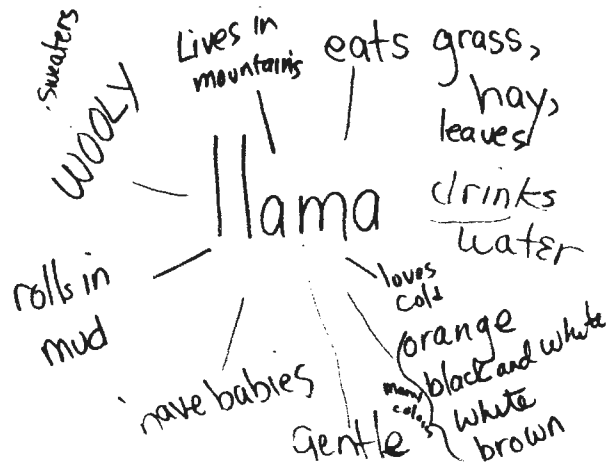 sweaters
WOOLY
Lives in
mountains
eats grass,
hay,
leaves
drinks
water
llama
loves
cold
rolls in
mud
have babies
Gentle
many
colors
orange
black and white
white
brown